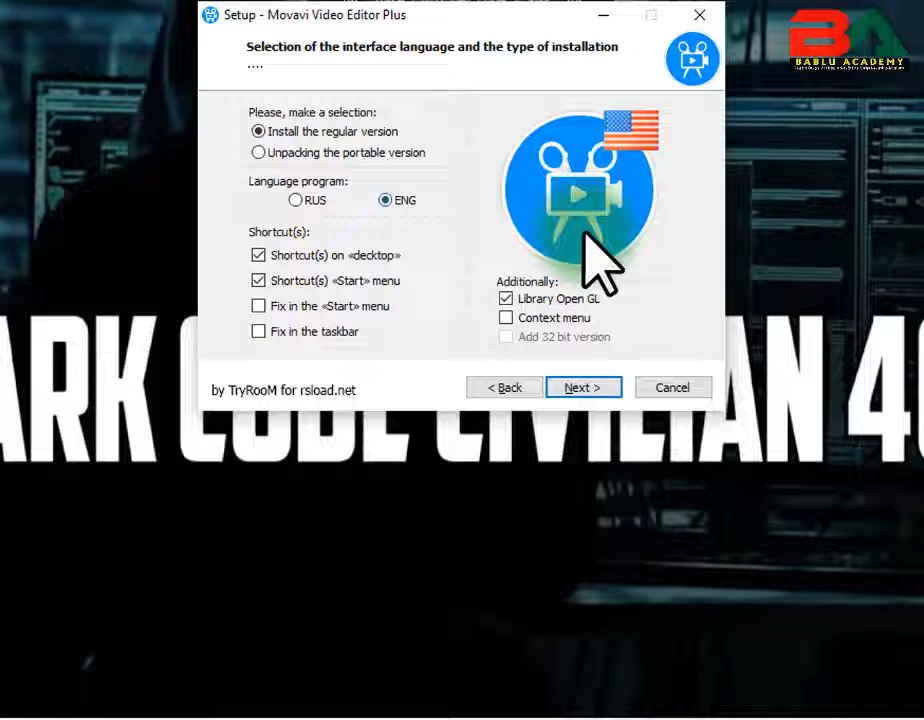 Setup - Movavi Video Editor Plus
BABLU ACADEMY
Selection of the interface language and the type of installation
....
Please, make a selection:
Install the regular version
Unpacking the portable version
Language program:
RUS
ENG
Shortcut(s):
Shortcut(s) on «desktop»
Shortcut(s) «Start» menu
Fix in the «Start» menu
Fix in the taskbar
Additionally:
Library Open GL
Context menu
Add 32 bit version
by TryRooM for rsload.net
< Back
Next >
Cancel
ARK CODE CIVILIAN 4